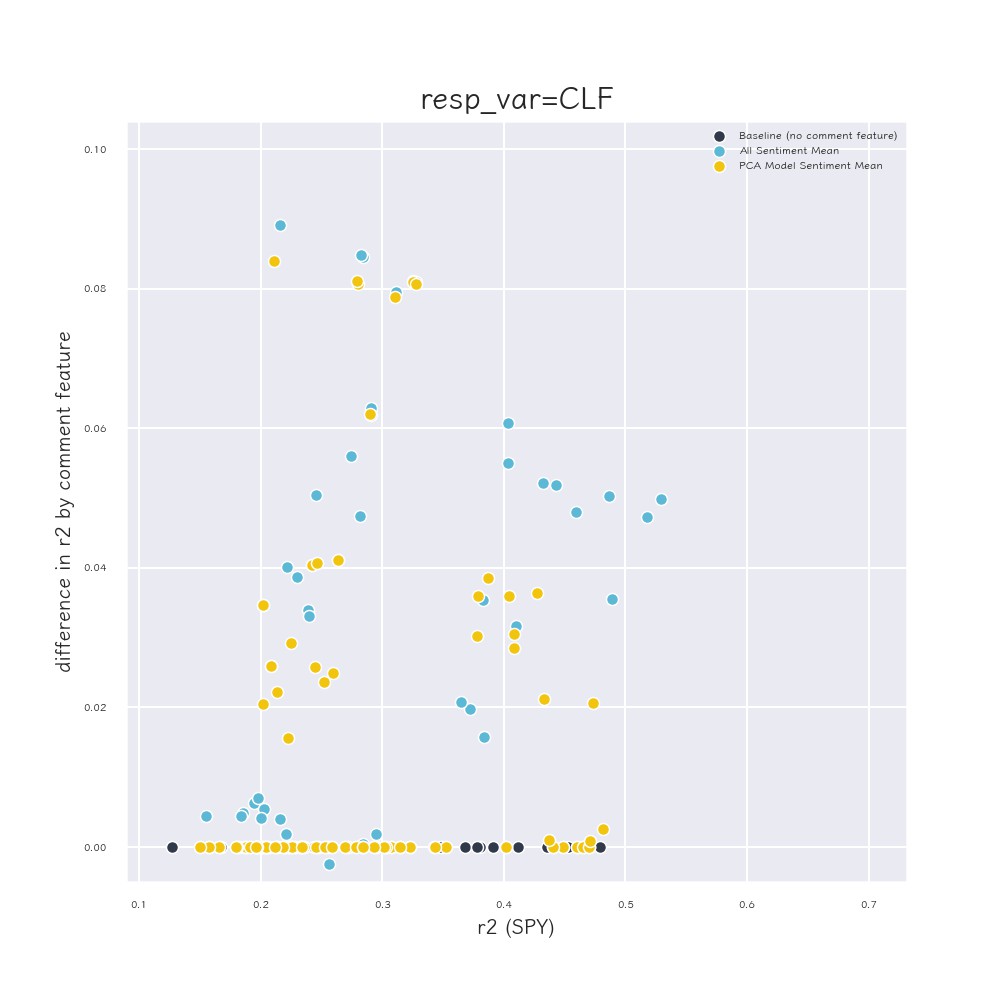 resp_var=CLF
Baseline (no comment feature)
All Sentiment Mean
PCA Model Sentiment Mean
0.10
0.08
0.06
0.04
0.02
0.00
difference in r2 by comment feature
0.1 0.2 0.3 0.4 0.5 0.6 0.7
r2 (SPY)